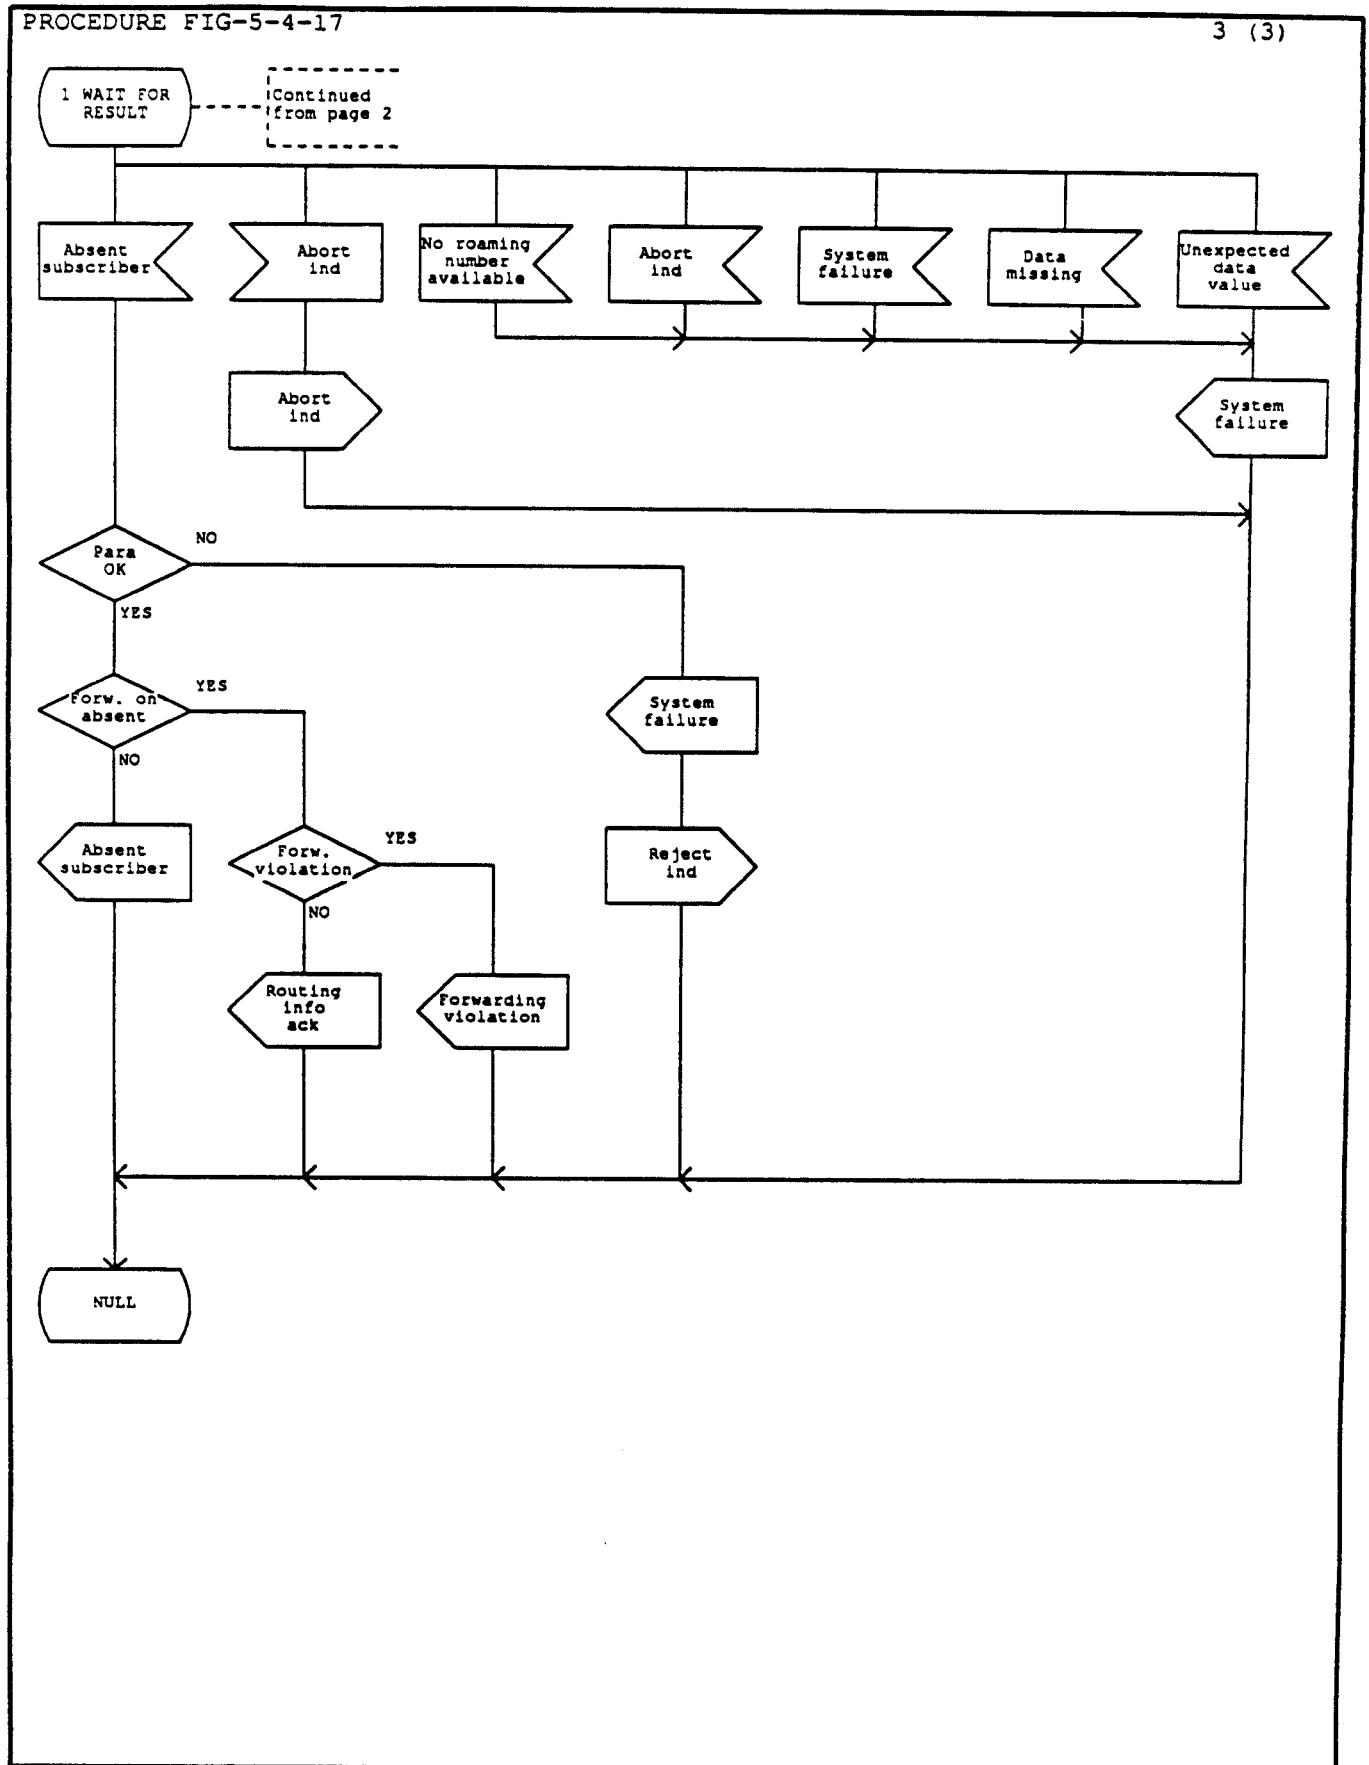 PROCEDURE FIG-5-4-17
3 (3)
1 WAIT FOR
RESULT
Continued
from page 2
Absent
subscriber
Abort
ind
No roaming
number
available
Abort
ind
System
failure
Data
missing
Unexpected
data
value
Abort
ind
System
failure
Para
OK
NO
YES
Forw. on
absent
YES
NO
System
failure
Absent
subscriber
Forw.
violation
YES
NO
Reject
ind
Routing
info
ack
Forwarding
violation
NULL